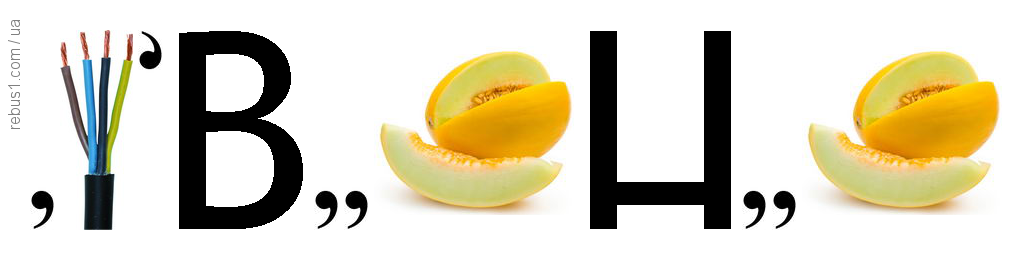 rebus1.com/ua
, ’ В ,, Н ,,